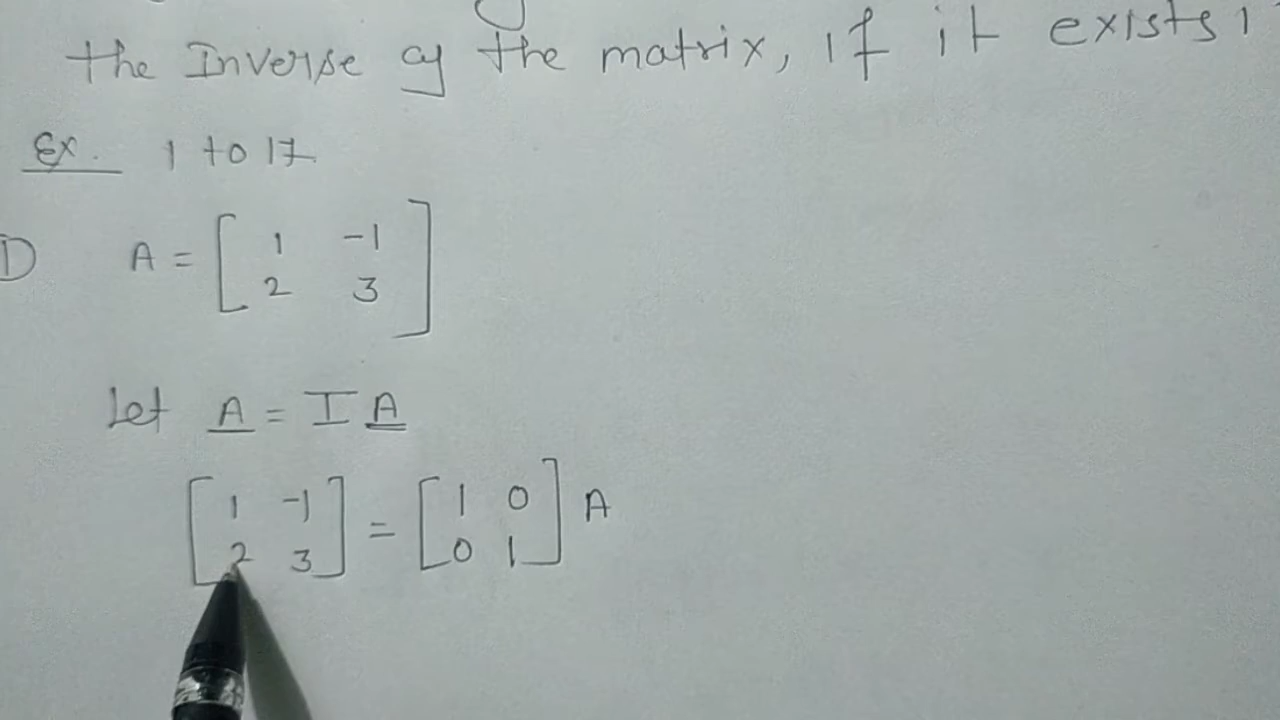 the Inverse of the matrix, if it exists
Ex. 1 to 17.
1) A = [ 1 -1
2 3 ]
Let A = I A
[ 1 -1 ] = [ 1 0 ] A
[ 2 3 ] [ 0 1 ]